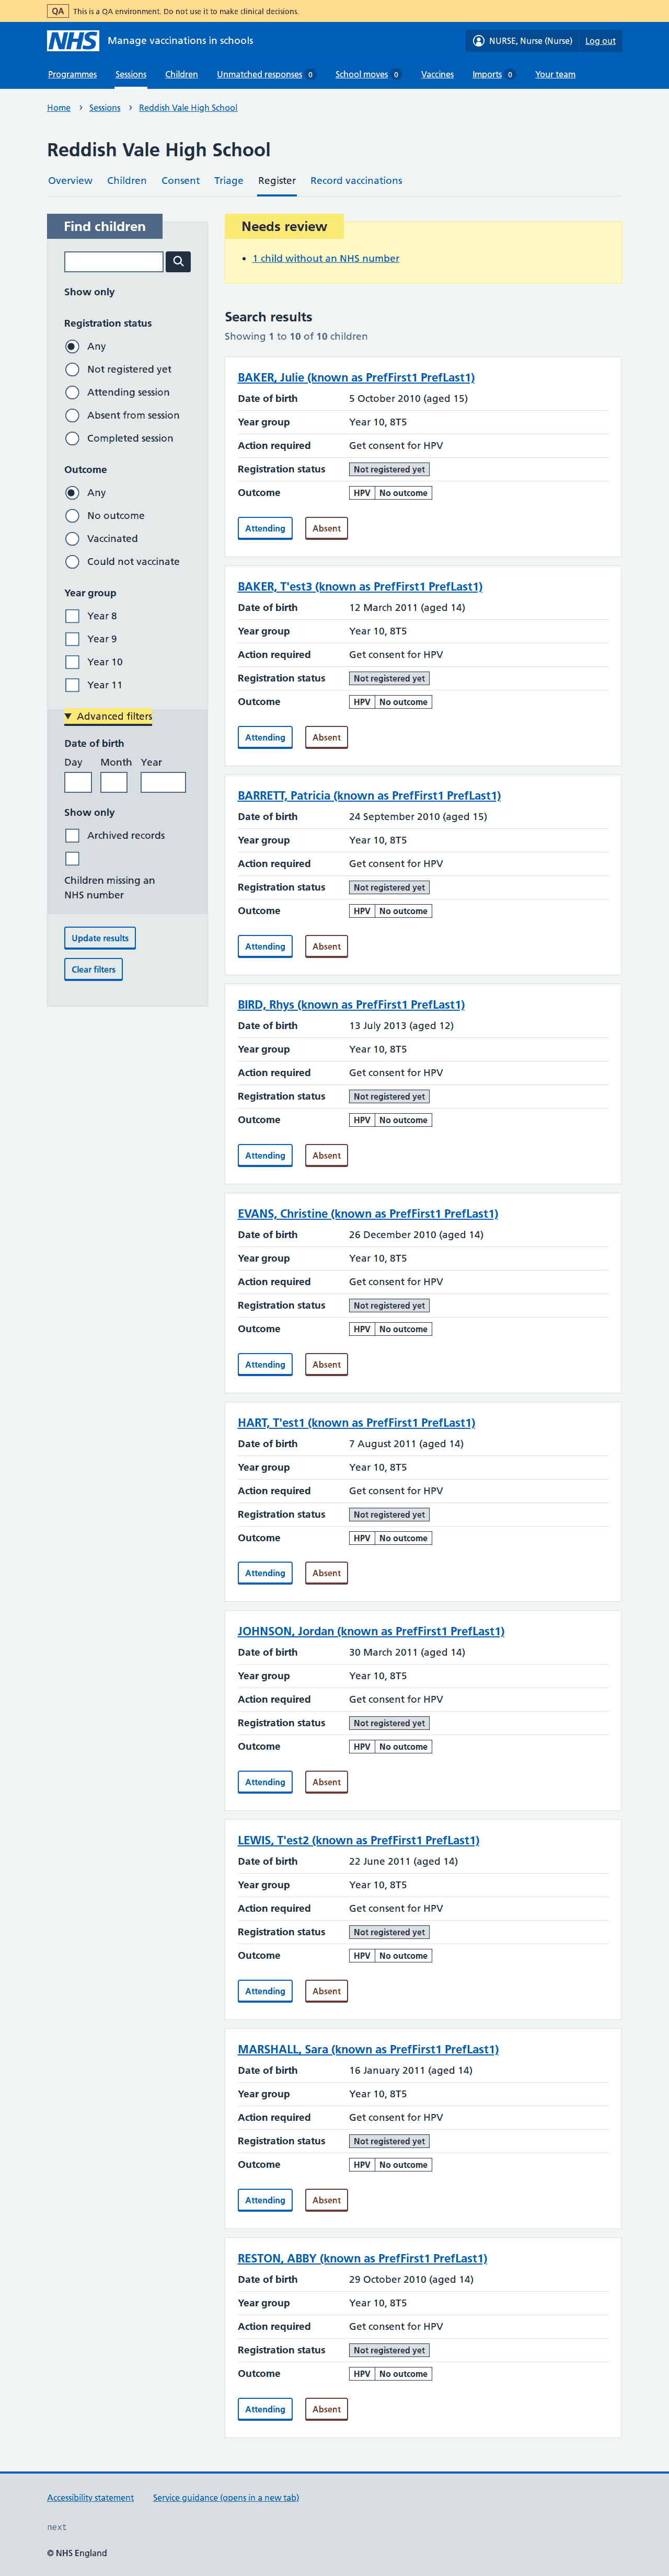 QA This is a QA environment. Do not use it to make clinical decisions.
NHS Manage vaccinations in schools
NURSE, Nurse (Nurse) Log out
Programmes Sessions Children Unmatched responses 0 School moves 0 Vaccines Imports 0 Your team
Home › Sessions › Reddish Vale High School
Reddish Vale High School
Overview Children Consent Triage Register Record vaccinations
Find children
Show only
Registration status
Any
Not registered yet
Attending session
Absent from session
Completed session
Outcome
Any
No outcome
Vaccinated
Could not vaccinate
Year group
Year 8
Year 9
Year 10
Year 11
▼ Advanced filters
Date of birth
Day Month Year
Show only
Archived records
Children missing an
NHS number
Update results
Clear filters
Needs review
• 1 child without an NHS number
Search results
Showing 1 to 10 of 10 children
BAKER, Julie (known as PrefFirst1 PrefLast1)
Date of birth 5 October 2010 (aged 15)
Year group Year 10, 8T5
Action required Get consent for HPV
Registration status Not registered yet
Outcome HPV No outcome
Attending Absent
BAKER, T'est3 (known as PrefFirst1 PrefLast1)
Date of birth 12 March 2011 (aged 14)
Year group Year 10, 8T5
Action required Get consent for HPV
Registration status Not registered yet
Outcome HPV No outcome
Attending Absent
BARRETT, Patricia (known as PrefFirst1 PrefLast1)
Date of birth 24 September 2010 (aged 15)
Year group Year 10, 8T5
Action required Get consent for HPV
Registration status Not registered yet
Outcome HPV No outcome
Attending Absent
BIRD, Rhys (known as PrefFirst1 PrefLast1)
Date of birth 13 July 2013 (aged 12)
Year group Year 10, 8T5
Action required Get consent for HPV
Registration status Not registered yet
Outcome HPV No outcome
Attending Absent
EVANS, Christine (known as PrefFirst1 PrefLast1)
Date of birth 26 December 2010 (aged 14)
Year group Year 10, 8T5
Action required Get consent for HPV
Registration status Not registered yet
Outcome HPV No outcome
Attending Absent
HART, T'est1 (known as PrefFirst1 PrefLast1)
Date of birth 7 August 2011 (aged 14)
Year group Year 10, 8T5
Action required Get consent for HPV
Registration status Not registered yet
Outcome HPV No outcome
Attending Absent
JOHNSON, Jordan (known as PrefFirst1 PrefLast1)
Date of birth 30 March 2011 (aged 14)
Year group Year 10, 8T5
Action required Get consent for HPV
Registration status Not registered yet
Outcome HPV No outcome
Attending Absent
LEWIS, T'est2 (known as PrefFirst1 PrefLast1)
Date of birth 22 June 2011 (aged 14)
Year group Year 10, 8T5
Action required Get consent for HPV
Registration status Not registered yet
Outcome HPV No outcome
Attending Absent
MARSHALL, Sara (known as PrefFirst1 PrefLast1)
Date of birth 16 January 2011 (aged 14)
Year group Year 10, 8T5
Action required Get consent for HPV
Registration status Not registered yet
Outcome HPV No outcome
Attending Absent
RESTON, ABBY (known as PrefFirst1 PrefLast1)
Date of birth 29 October 2010 (aged 14)
Year group Year 10, 8T5
Action required Get consent for HPV
Registration status Not registered yet
Outcome HPV No outcome
Attending Absent
Accessibility statement Service guidance (opens in a new tab)
next
© NHS England